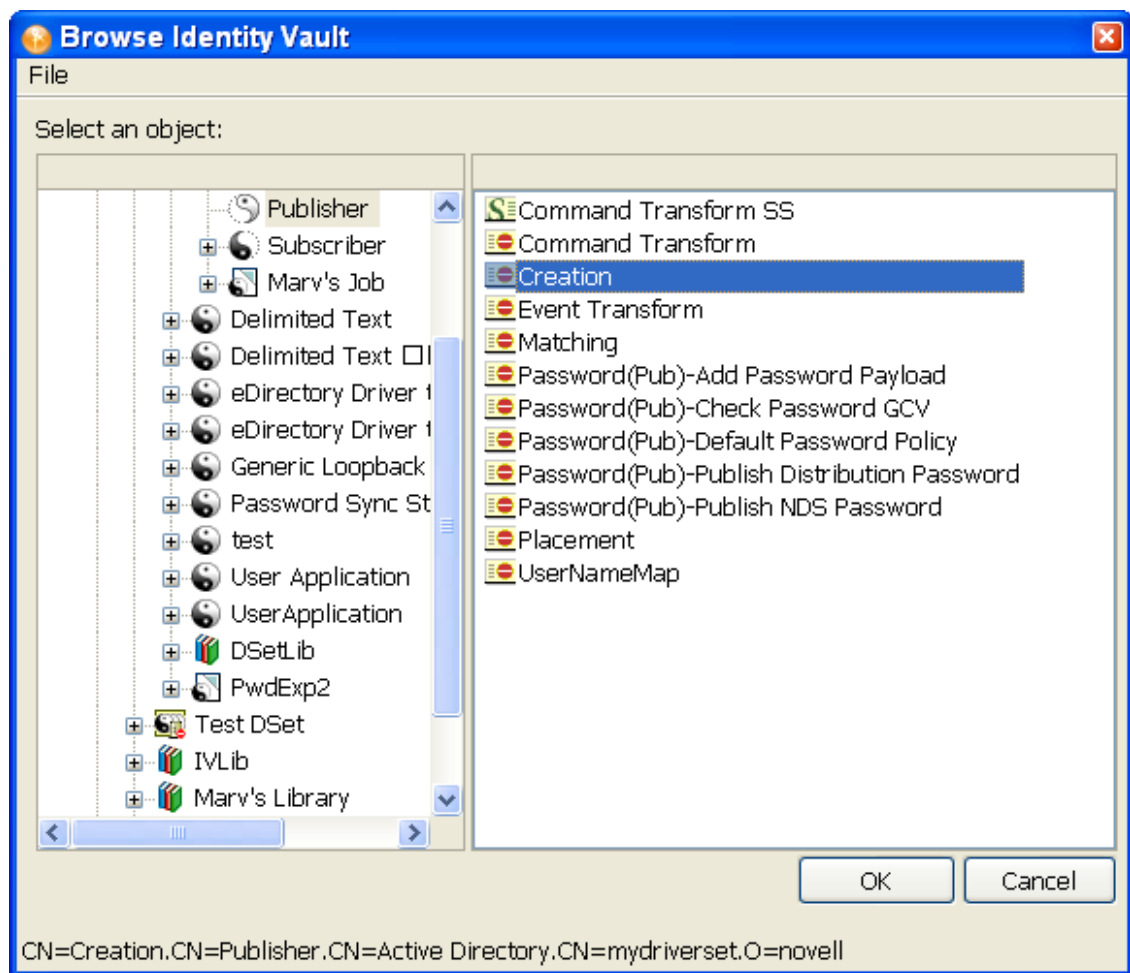 Browse Identity Vault
File
Select an object:
Publisher
Subscriber
Marv's Job
Delimited Text
Delimited Text
eDirectory Driver
eDirectory Driver
Generic Loopback
Password Sync St
test
User Application
UserApplication
DSetLib
PwdExp2
Test DSet
IVLib
Marv's Library
Command Transform SS
Command Transform
Creation
Event Transform
Matching
Password(Pub)-Add Password Payload
Password(Pub)-Check Password GCV
Password(Pub)-Default Password Policy
Password(Pub)-Publish Distribution Password
Password(Pub)-Publish NDS Password
Placement
UserNameMap
OK Cancel
CN=Creation.CN=Publisher.CN=Active Directory.CN=mydriverset.O=novell